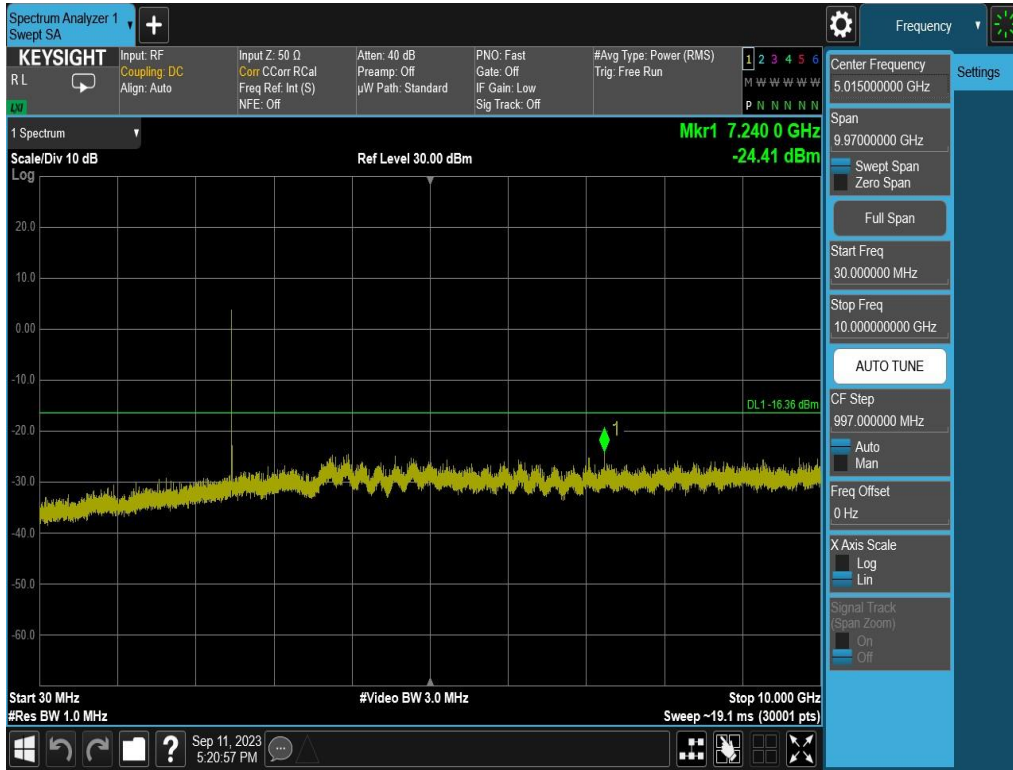 Spectrum Analyzer 1
Swept SA
Frequency
KEYSIGHT
R L
LXI
Input: RF
Coupling: DC
Align: Auto
Input Z: 50 Ω
Corr CCorr RCal
Freq Ref: Int (S)
NFE: Off
Atten: 40 dB
Preamp: Off
µW Path: Standard
PNO: Fast
Gate: Off
IF Gain: Low
Sig Track: Off
#Avg Type: Power (RMS)
Trig: Free Run
1 2 3 4 5 6
M W W W W W
P N N N N N
1 Spectrum
Mkr1 7.240 0 GHz
Scale/Div 10 dB
Ref Level 30.00 dBm
-24.41 dBm
Log
20.0
10.0
0.00
-10.0
DL1 -16.36 dBm
-20.0
1
-30.0
-40.0
-50.0
-60.0
Start 30 MHz
#Video BW 3.0 MHz
Stop 10.000 GHz
#Res BW 1.0 MHz
Sweep ~19.1 ms (30001 pts)
Center Frequency
5.015000000 GHz
Settings
Span
9.97000000 GHz
Swept Span
Zero Span
Full Span
Start Freq
30.000000 MHz
Stop Freq
10.000000000 GHz
AUTO TUNE
CF Step
997.000000 MHz
Auto
Man
Freq Offset
0 Hz
X Axis Scale
Log
Lin
Signal Track
(Span Zoom)
On
Off
?
Sep 11, 2023
5:20:57 PM